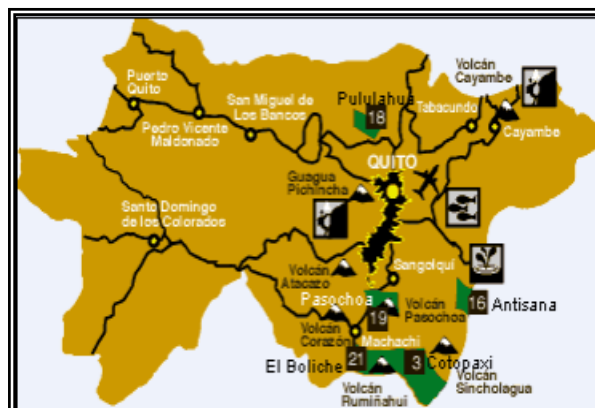 Volcán
Cayambe
Puerto
Quito
San Miguel de
Los Bancos
Pululahua
18
Tabacundo
Pedro Vicente
Maldonado
Cayambe
QUITO
Guagua
Pichincha
Santo Domingo
de los Colorados
Sangolquí
Volcán
Atacazo
Pasochoa
19
Volcán
Pasochoa
16
Antisana
Volcán
Corazón
Machachi
El Boliche
21
3
Cotopaxi
Volcán
Rumiñahui
Volcán
Sincholagua